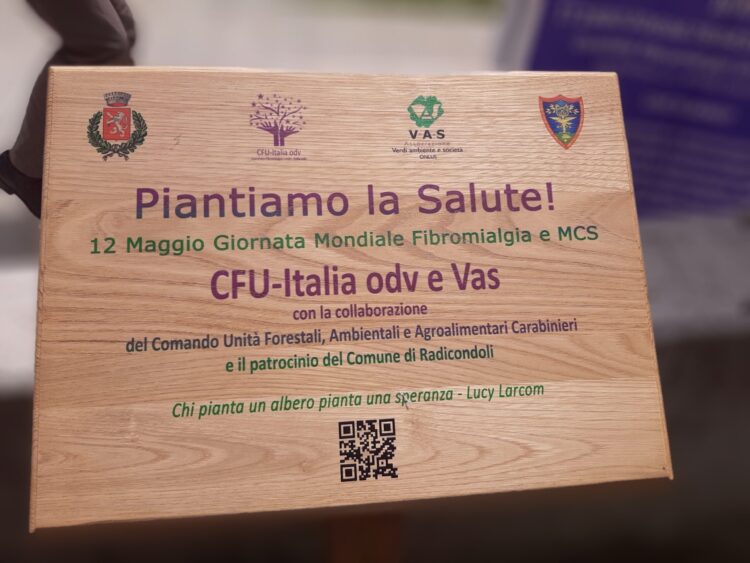 CFU-Italia odv
V·A·S
Associazione
Verdi ambiente e società
ONLUS
Piantiamo la Salute!
12 Maggio Giornata Mondiale Fibromialgia e MCS
CFU-Italia odv e Vas
con la collaborazione
del Comando Unità Forestali, Ambientali e Agroalimentari Carabinieri
e il patrocinio del Comune di Radicondoli
Chi pianta un albero pianta una speranza - Lucy Larcom